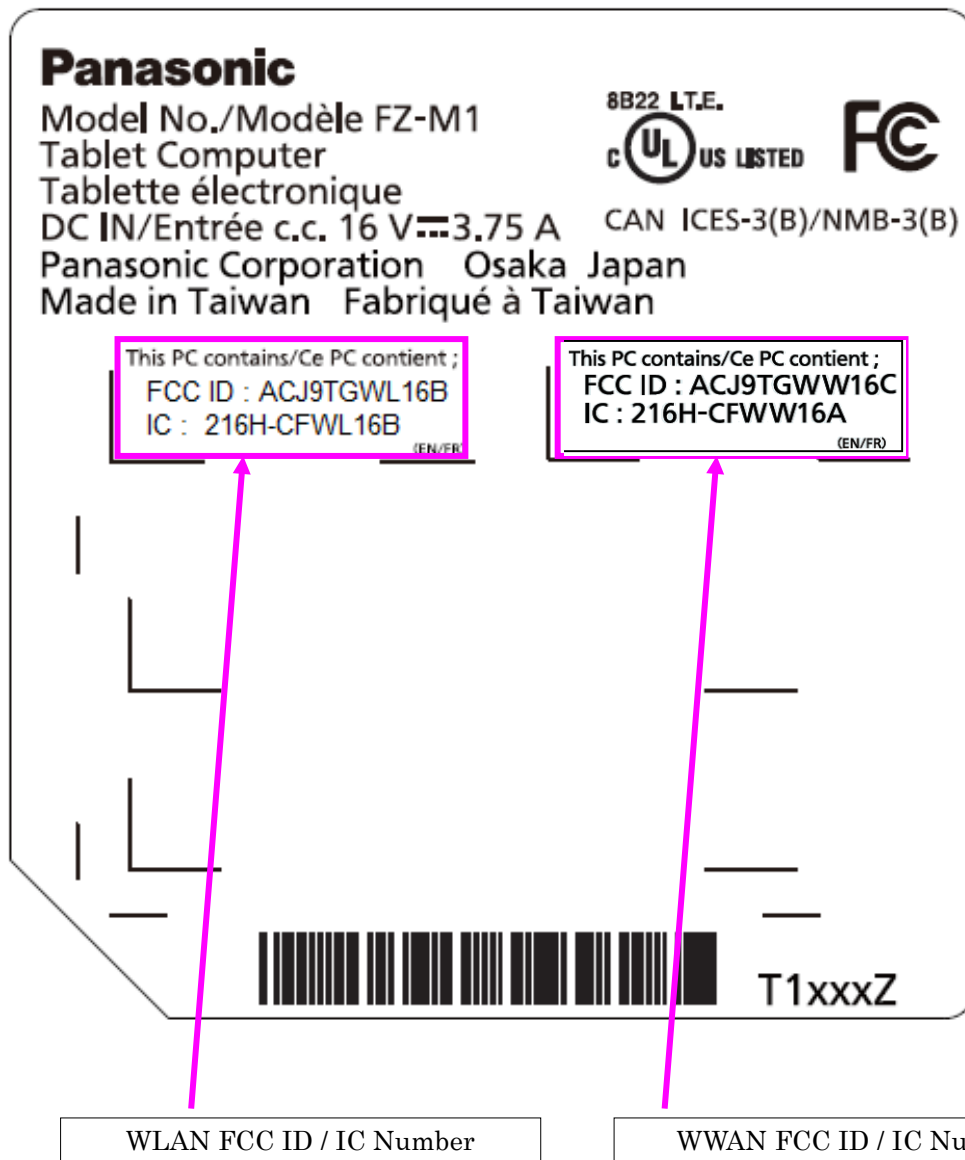 Panasonic
Model No./Modèle FZ-M1
Tablet Computer
Tablette électronique
DC IN/Entrée c.c. 16 V⎓3.75 A
Panasonic Corporation Osaka Japan
Made in Taiwan Fabriqué à Taiwan
8B22 L.T.E.
C UL US LISTED
FC
CAN ICES-3(B)/NMB-3(B)
This PC contains/Ce PC contient ;
FCC ID : ACJ9TGWL16B
IC : 216H-CFWL16B
(EN/FR)
This PC contains/Ce PC contient ;
FCC ID : ACJ9TGWW16C
IC : 216H-CFWW16A
(EN/FR)
T1xxxZ
WLAN FCC ID / IC Number
WWAN FCC ID / IC Nu